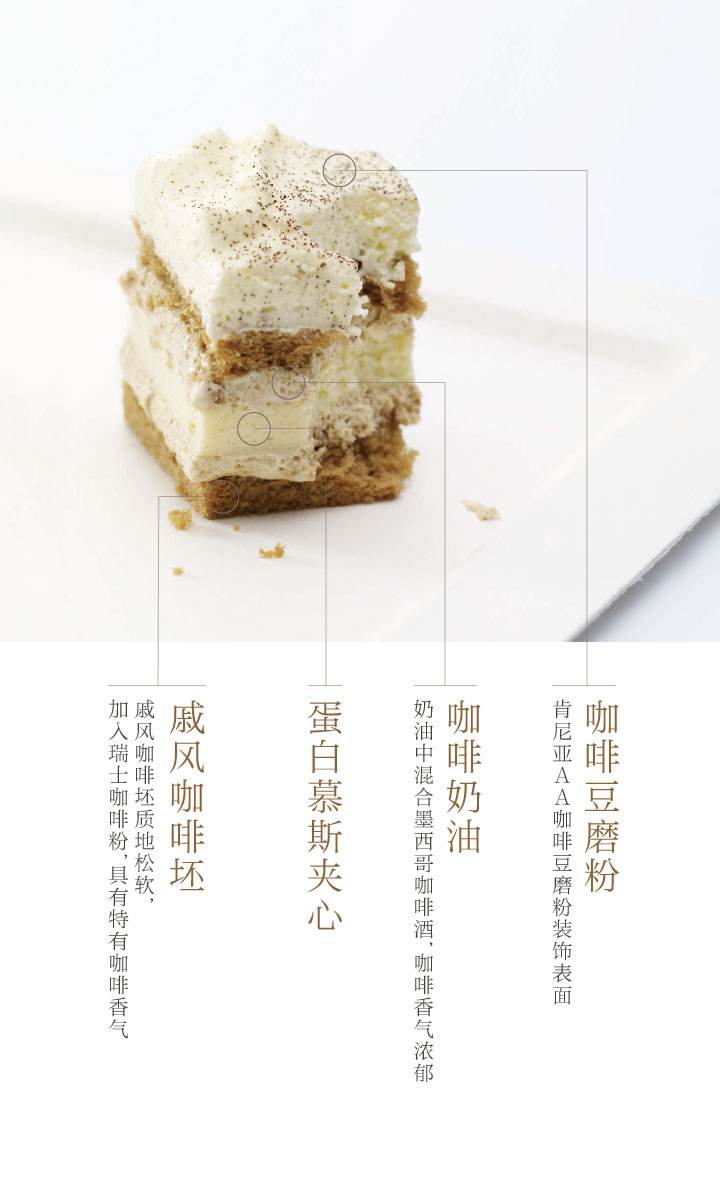 咖啡豆磨粉
肯尼亚AA咖啡豆磨粉装饰表面
咖啡奶油
奶油中混合墨西哥咖啡酒，咖啡香气浓郁
蛋白慕斯夹心
戚风咖啡坯
戚风咖啡坯质地松软，
加入瑞士咖啡粉，具有特有咖啡香气